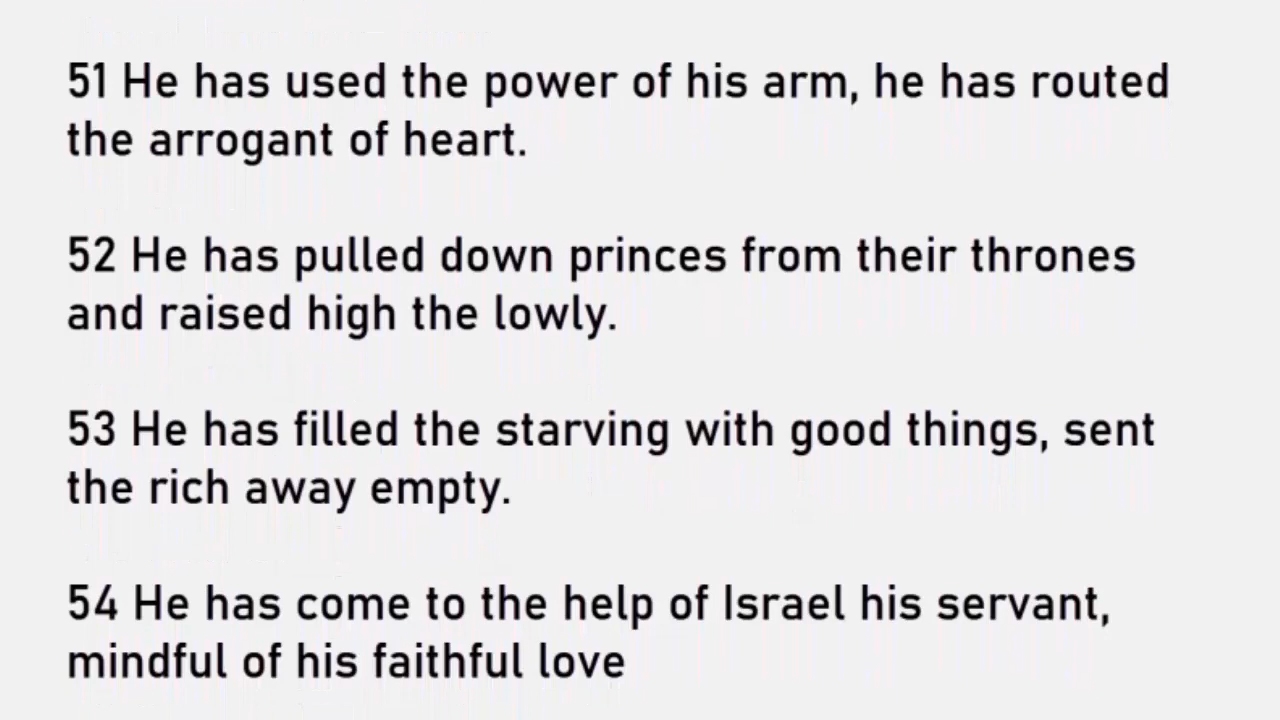 51 He has used the power of his arm, he has routed
the arrogant of heart.
52 He has pulled down princes from their thrones
and raised high the lowly.
53 He has filled the starving with good things, sent
the rich away empty.
54 He has come to the help of Israel his servant,
mindful of his faithful love